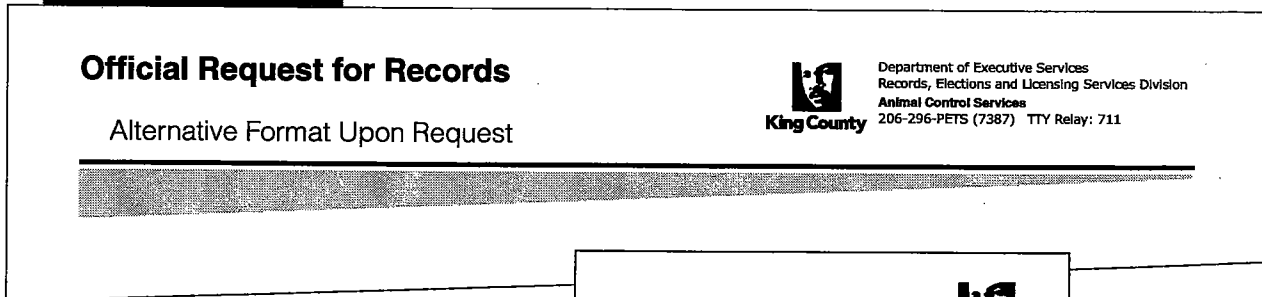 Official Request for Records
Alternative Format Upon Request
King County
Department of Executive Services
Records, Elections and Licensing Services Division
Animal Control Services
206-296-PETS (7387) TTY Relay: 711